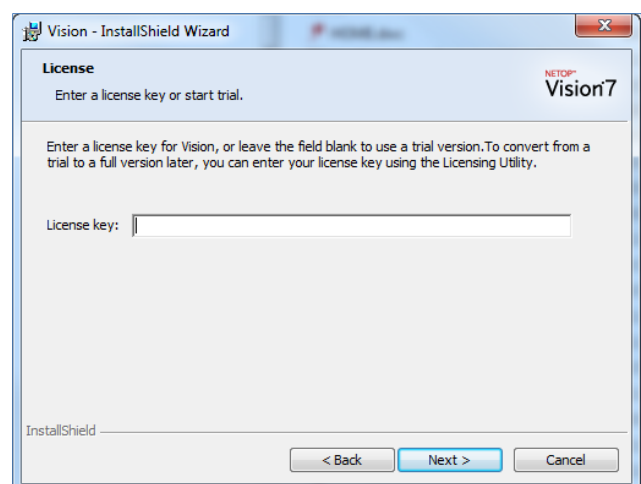 Vision - InstallShield Wizard
License
Enter a license key or start trial.
NETOP™
Vision7
Enter a license key for Vision, or leave the field blank to use a trial version.To convert from a
trial to a full version later, you can enter your license key using the Licensing Utility.
License key:
InstallShield
< Back
Next >
Cancel